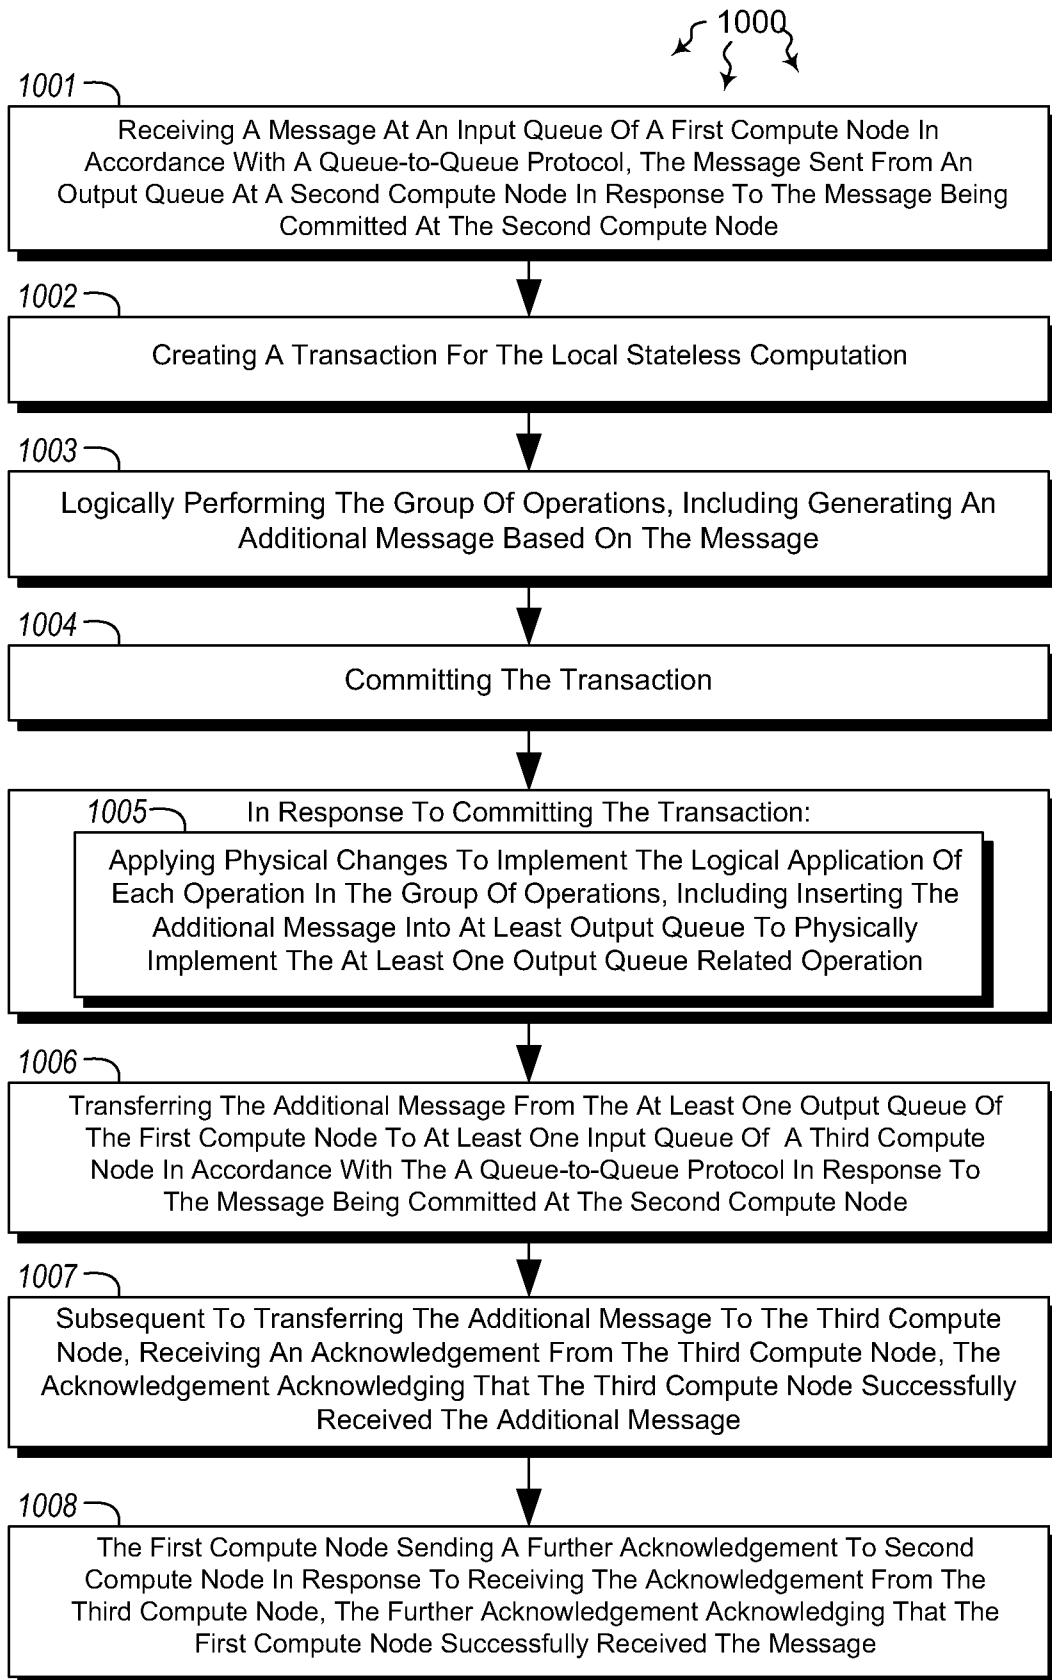 1000
1001
Receiving A Message At An Input Queue Of A First Compute Node In
Accordance With A Queue-to-Queue Protocol, The Message Sent From An
Output Queue At A Second Compute Node In Response To The Message Being
Committed At The Second Compute Node
1002
Creating A Transaction For The Local Stateless Computation
1003
Logically Performing The Group Of Operations, Including Generating An
Additional Message Based On The Message
1004
Committing The Transaction
1005
In Response To Committing The Transaction:
Applying Physical Changes To Implement The Logical Application Of
Each Operation In The Group Of Operations, Including Inserting The
Additional Message Into At Least Output Queue To Physically
Implement The At Least One Output Queue Related Operation
1006
Transferring The Additional Message From The At Least One Output Queue Of
The First Compute Node To At Least One Input Queue Of A Third Compute
Node In Accordance With The A Queue-to-Queue Protocol In Response To
The Message Being Committed At The Second Compute Node
1007
Subsequent To Transferring The Additional Message To The Third Compute
Node, Receiving An Acknowledgement From The Third Compute Node, The
Acknowledgement Acknowledging That The Third Compute Node Successfully
Received The Additional Message
1008
The First Compute Node Sending A Further Acknowledgement To Second
Compute Node In Response To Receiving The Acknowledgement From The
Third Compute Node, The Further Acknowledgement Acknowledging That The
First Compute Node Successfully Received The Message